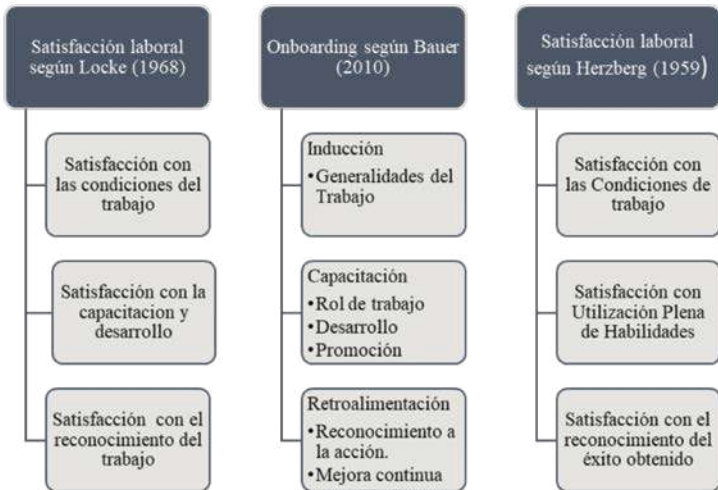 Satisfacción laboral
según Locke (1968)
Satisfacción con
las condiciones del
trabajo
Satisfacción con la
capacitacion y
desarrollo
Satisfacción con el
reconocimiento del
trabajo
Onboarding según Bauer
(2010)
Inducción
•Generalidades del
Trabajo
Capacitación
•Rol de trabajo
•Desarrollo
•Promoción
Retroalimentación
•Reconocimiento a
la acción.
•Mejora continua
Satisfacción laboral
según Herzberg (1959)
Satisfacción con
las Condiciones de
trabajo
Satisfacción con
Utilización Plena
de Habilidades
Satisfacción con el
reconocimiento del
éxito obtenido